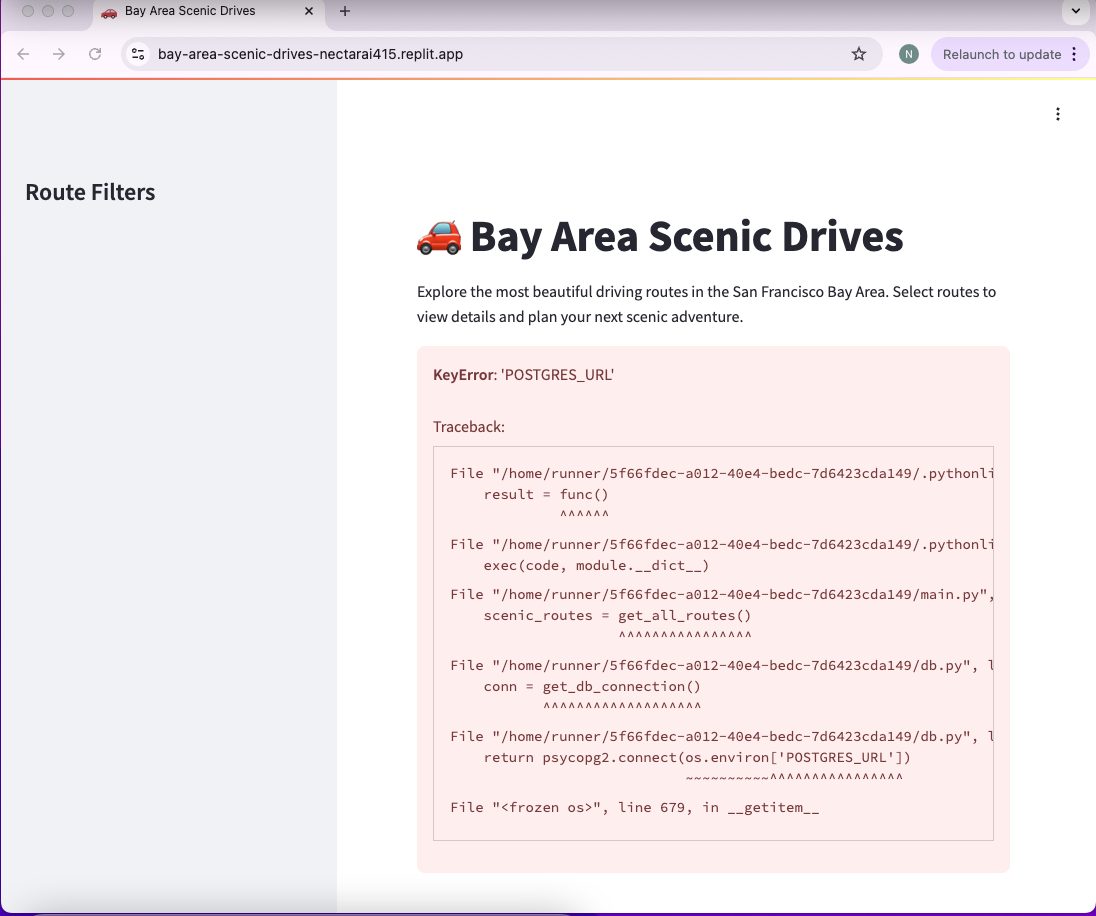 Bay Area Scenic Drives
bay-area-scenic-drives-nectarai415.replit.app
N
Relaunch to update
Route Filters
Bay Area Scenic Drives
Explore the most beautiful driving routes in the San Francisco Bay Area. Select routes to
view details and plan your next scenic adventure.
KeyError: 'POSTGRES_URL'
Traceback:
File "/home/runner/5f66fdec-a012-40e4-bedc-7d6423cda149/.pythonli
result = func()
^^^^^^
File "/home/runner/5f66fdec-a012-40e4-bedc-7d6423cda149/.pythonli
exec(code, module.__dict__)
File "/home/runner/5f66fdec-a012-40e4-bedc-7d6423cda149/main.py",
scenic_routes = get_all_routes()
^^^^^^^^^^^^^^^^
File "/home/runner/5f66fdec-a012-40e4-bedc-7d6423cda149/db.py", l
conn = get_db_connection()
^^^^^^^^^^^^^^^^^^^
File "/home/runner/5f66fdec-a012-40e4-bedc-7d6423cda149/db.py", l
return psycopg2.connect(os.environ['POSTGRES_URL'])
~~~~~~~~~~^^^^^^^^^^^^^^^^
File "<frozen os>", line 679, in __getitem__